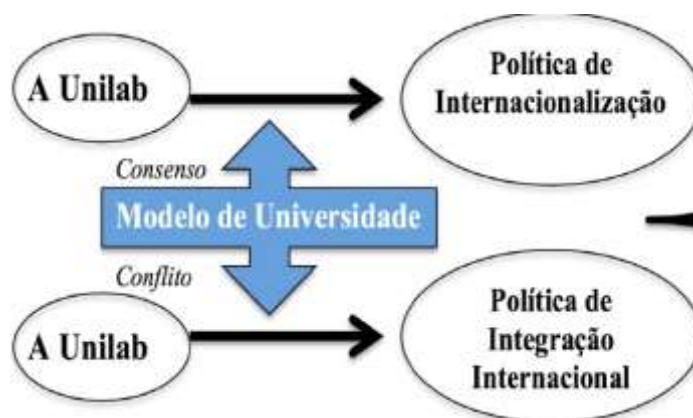 A Unilab
Política de
Internacionalização
Consenso
Modelo de Universidade
Conflito
A Unilab
Política de
Integração
Internacional